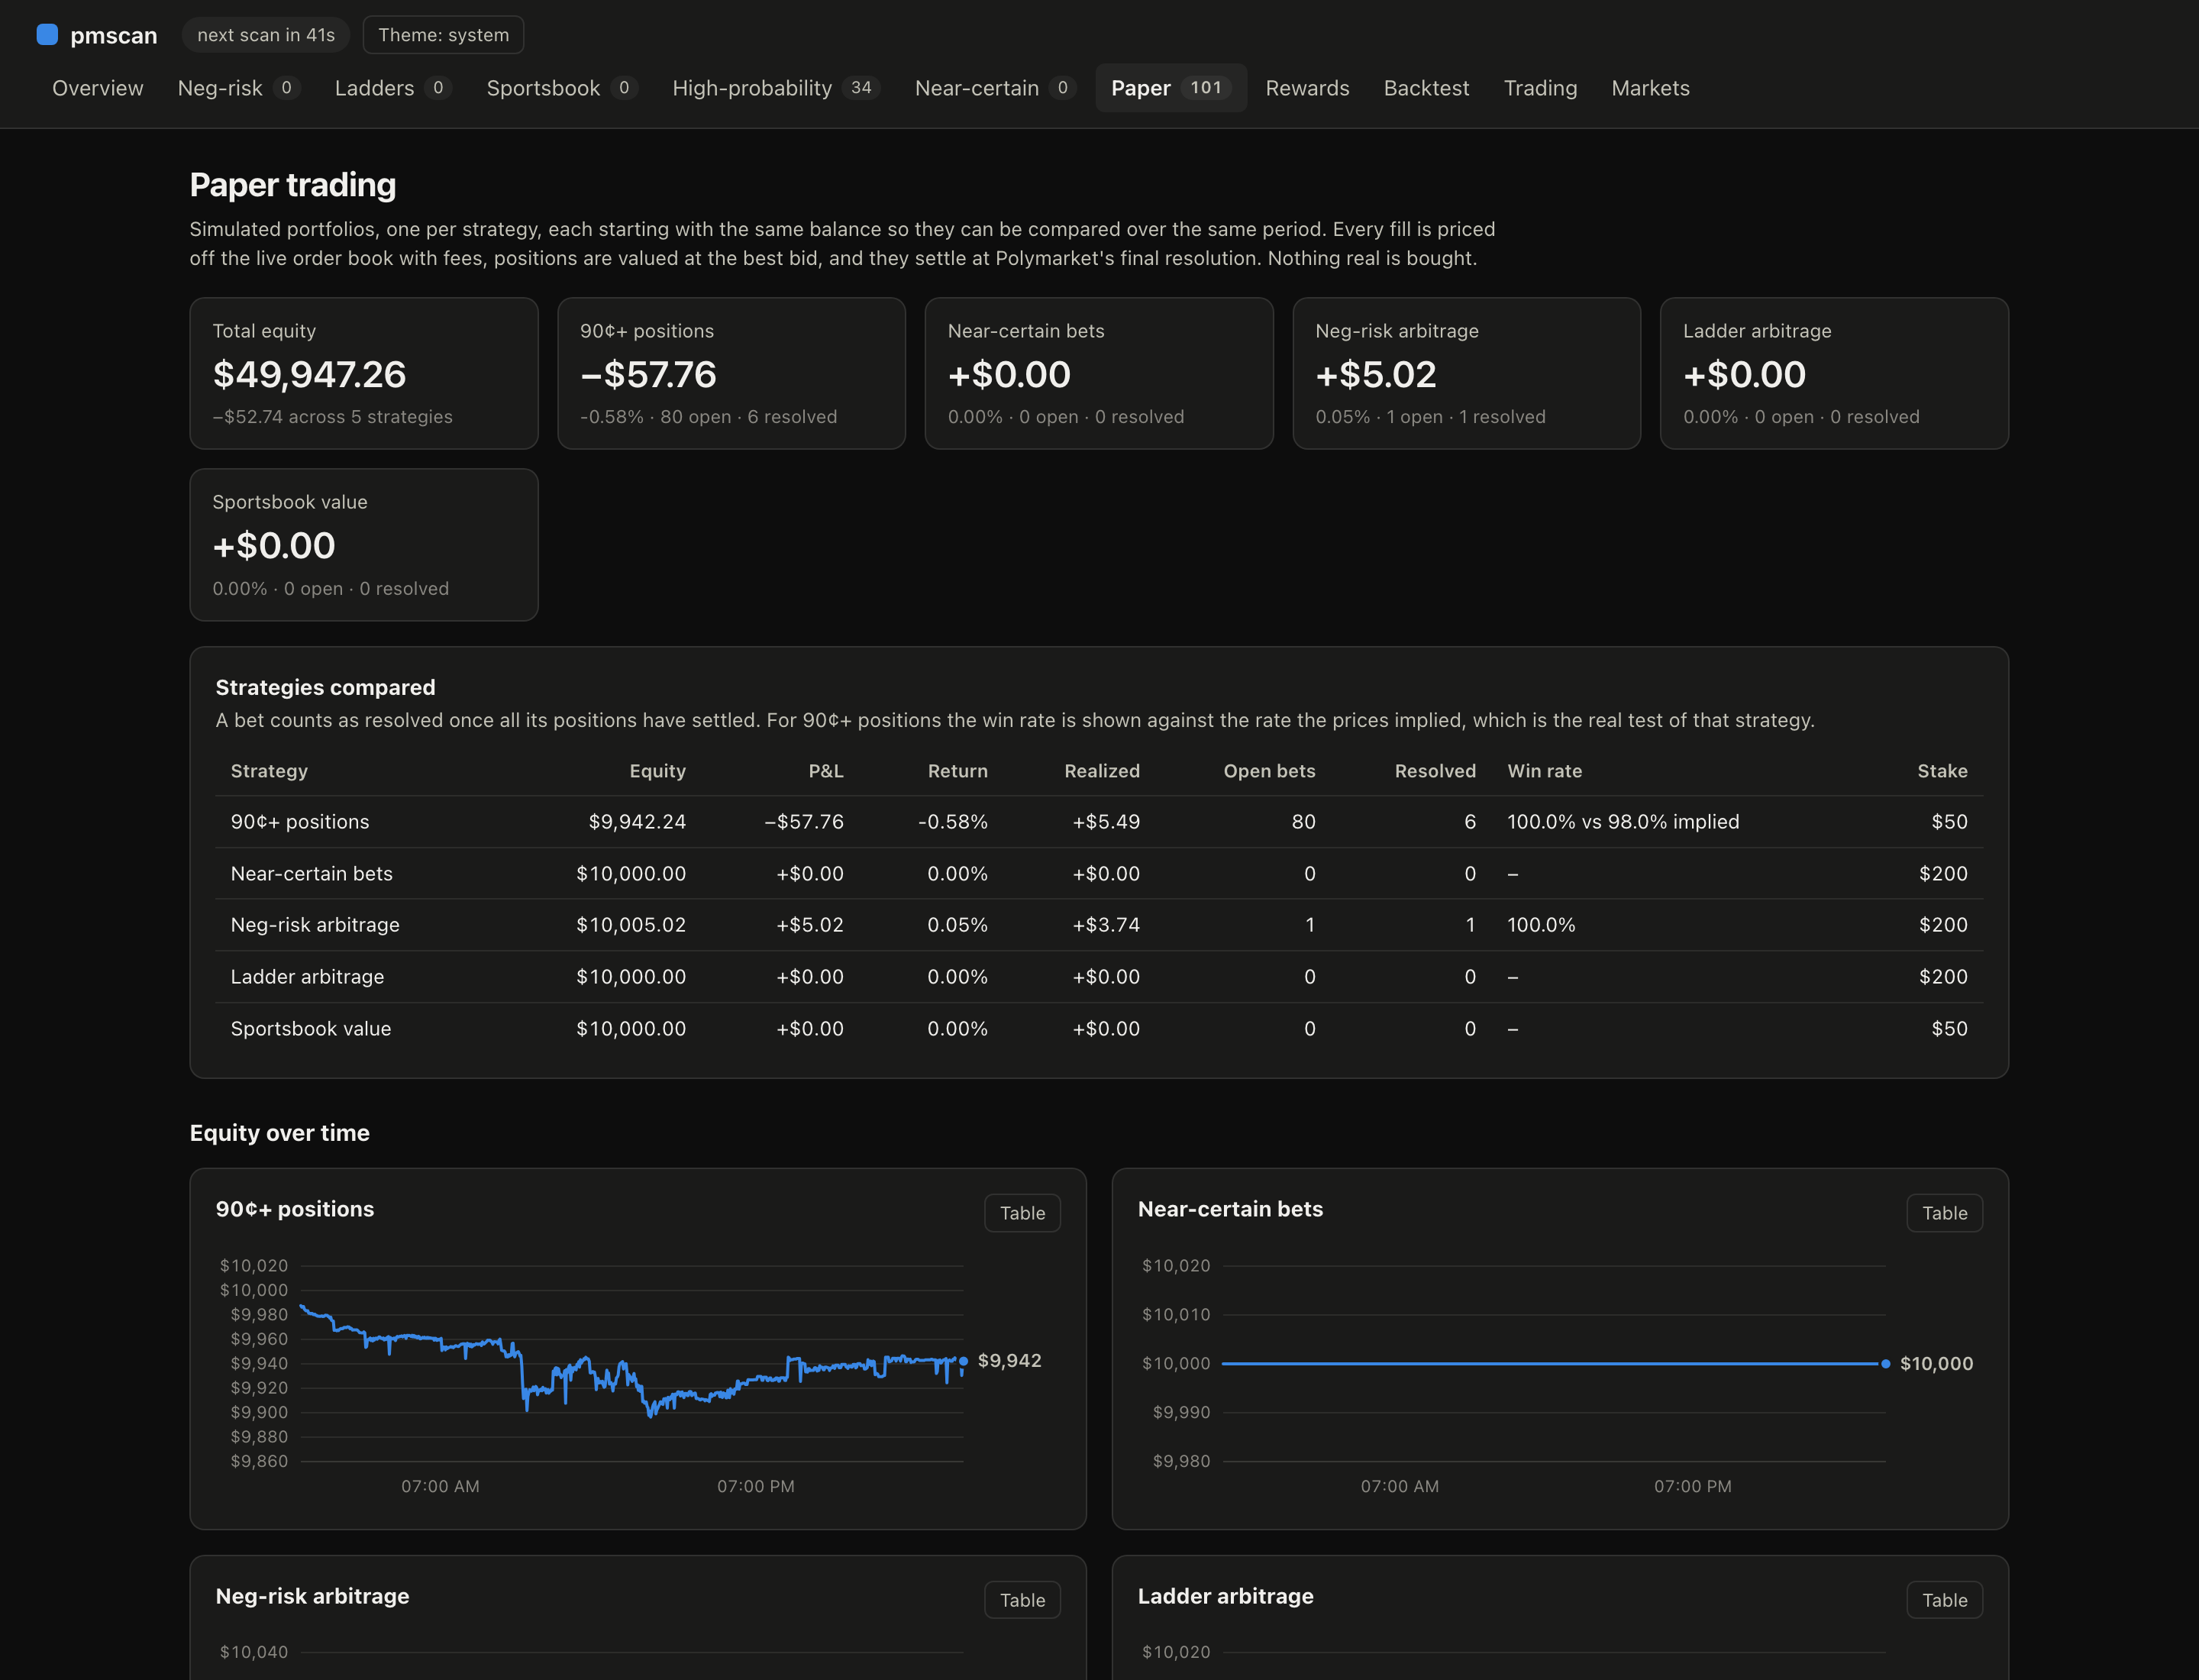 pmscan next scan in 41s Theme: system
Overview Neg-risk 0 Ladders 0 Sportsbook 0 High-probability 34 Near-certain 0 Paper 101 Rewards Backtest Trading Markets
Paper trading
Simulated portfolios, one per strategy, each starting with the same balance so they can be compared over the same period. Every fill is priced
off the live order book with fees, positions are valued at the best bid, and they settle at Polymarket's final resolution. Nothing real is bought.
Total equity
$49,947.26
−$52.74 across 5 strategies
90¢+ positions
−$57.76
-0.58% · 80 open · 6 resolved
Near-certain bets
+$0.00
0.00% · 0 open · 0 resolved
Neg-risk arbitrage
+$5.02
0.05% · 1 open · 1 resolved
Ladder arbitrage
+$0.00
0.00% · 0 open · 0 resolved
Sportsbook value
+$0.00
0.00% · 0 open · 0 resolved
Strategies compared
A bet counts as resolved once all its positions have settled. For 90¢+ positions the win rate is shown against the rate the prices implied, which is the real test of that strategy.
Strategy Equity P&L Return Realized Open bets Resolved Win rate Stake
90¢+ positions $9,942.24 −$57.76 -0.58% +$5.49 80 6 100.0% vs 98.0% implied $50
Near-certain bets $10,000.00 +$0.00 0.00% +$0.00 0 0 – $200
Neg-risk arbitrage $10,005.02 +$5.02 0.05% +$3.74 1 1 100.0% $200
Ladder arbitrage $10,000.00 +$0.00 0.00% +$0.00 0 0 – $200
Sportsbook value $10,000.00 +$0.00 0.00% +$0.00 0 0 – $50
Equity over time
90¢+ positions Table
$10,020
$10,000
$9,980
$9,960
$9,940
$9,920
$9,900
$9,880
$9,860
$9,942
07:00 AM 07:00 PM
Near-certain bets Table
$10,020
$10,010
$10,000
$9,990
$9,980
$10,000
07:00 AM 07:00 PM
Neg-risk arbitrage Table
$10,040
Ladder arbitrage Table
$10,020